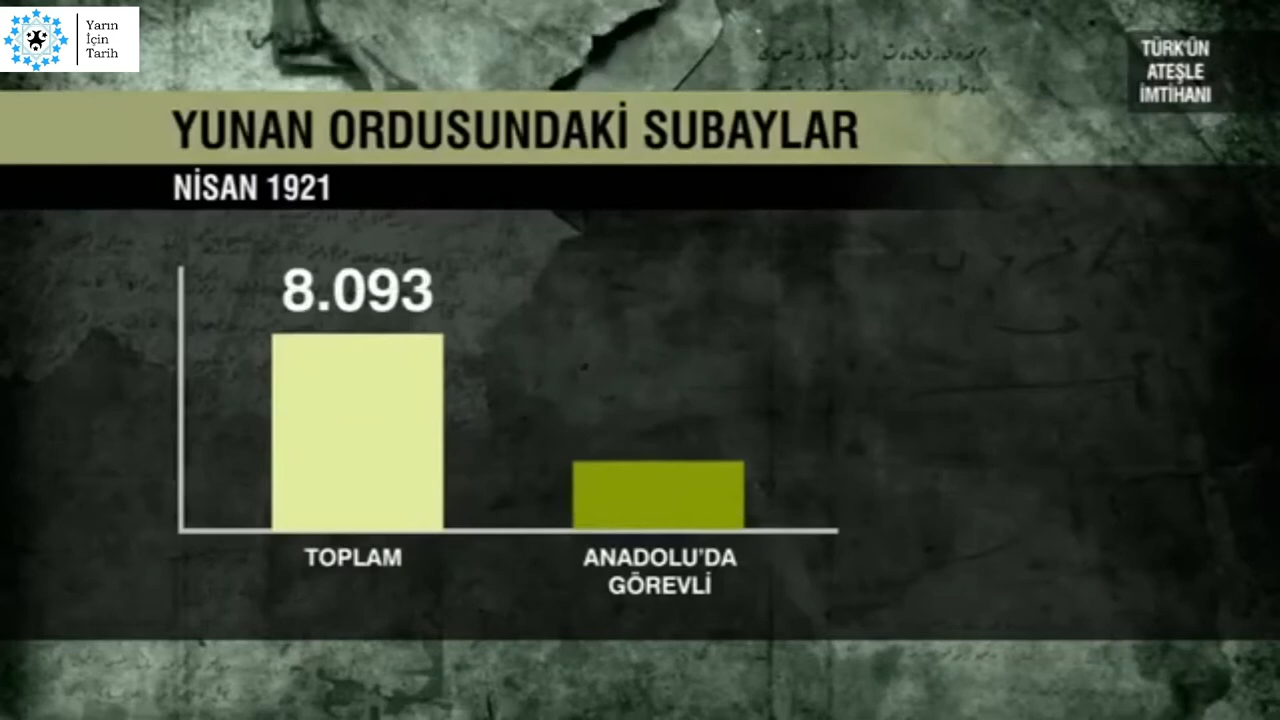 Yarın
İçin
Tarih
TÜRK'ÜN
ATEŞLE
İMTİHANI
YUNAN ORDUSUNDAKİ SUBAYLAR
NİSAN 1921
8.093
TOPLAM
ANADOLU'DA
GÖREVLİ